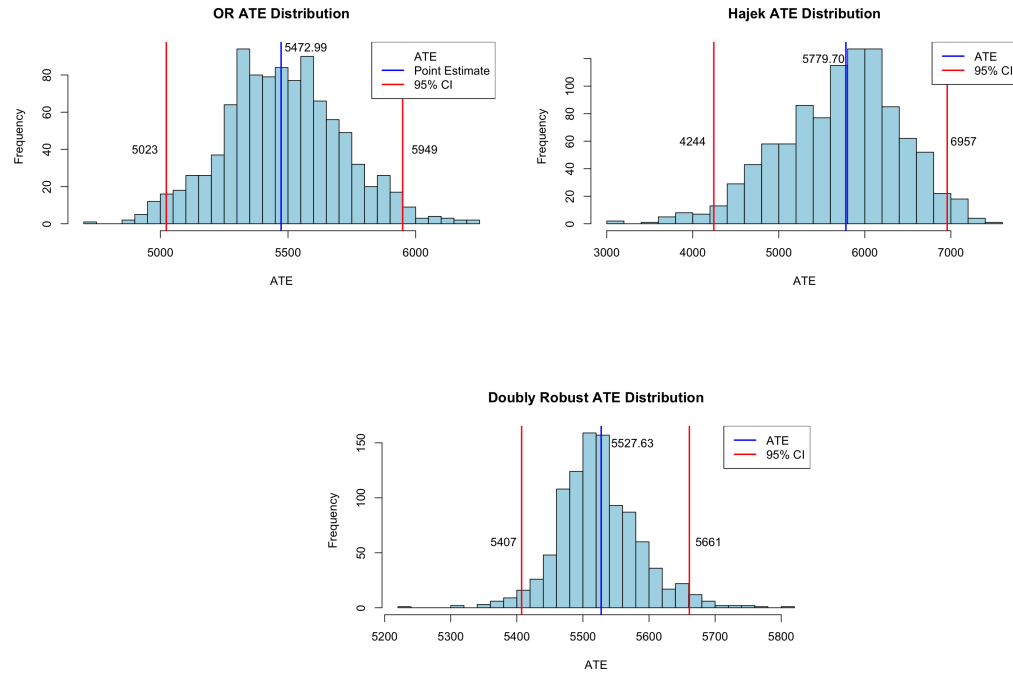 OR ATE Distribution
5472.99
ATE
Point Estimate
95% CI
5023
5949
Frequency
0
20
40
60
80
5000
5500
6000
ATE
Hajek ATE Distribution
5779.70
ATE
95% CI
4244
6957
Frequency
0
20
40
60
80
100
3000
4000
5000
6000
7000
ATE
Doubly Robust ATE Distribution
5527.63
ATE
95% CI
5407
5661
Frequency
0
50
100
150
5200
5300
5400
5500
5600
5700
5800
ATE